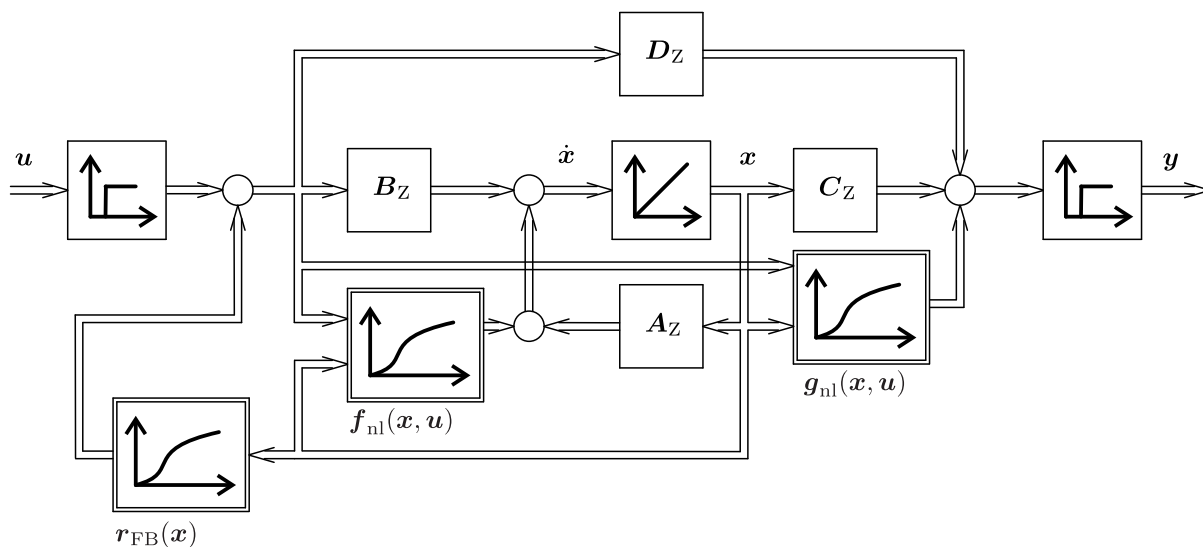 D_Z
u
B_Z
ẋ
x
C_Z
y
A_Z
g_nl(x, u)
f_nl(x, u)
r_FB(x)